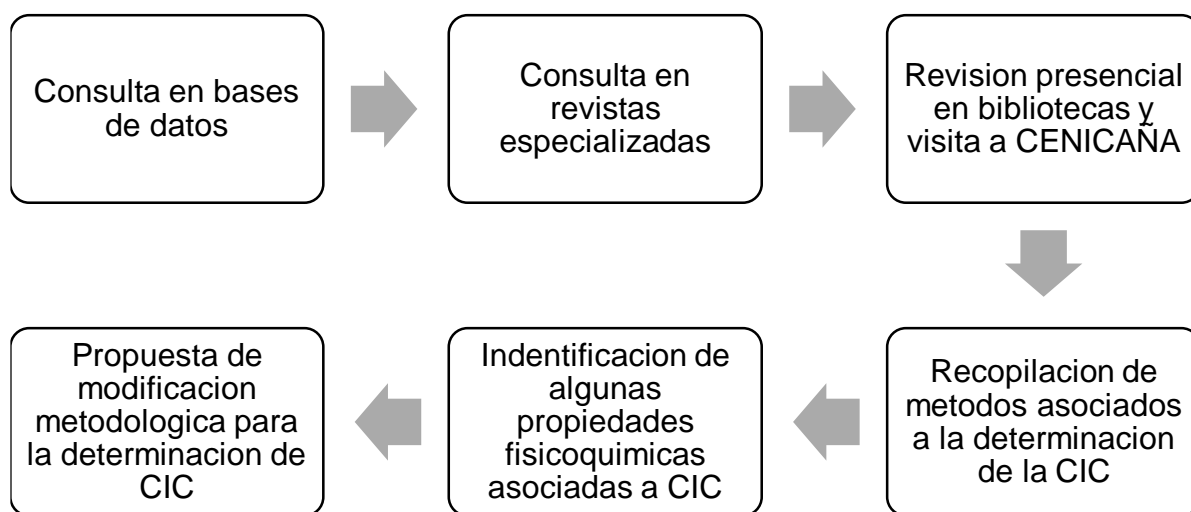 Consulta en bases
de datos
Consulta en
revistas
especializadas
Revision presencial
en bibliotecas y
visita a CENICAÑA
Recopilacion de
metodos asociados
a la determinacion
de la CIC
Indentificacion de
algunas
propiedades
fisicoquimicas
asociadas a CIC
Propuesta de
modificacion
metodologica para
la determinacion de
CIC